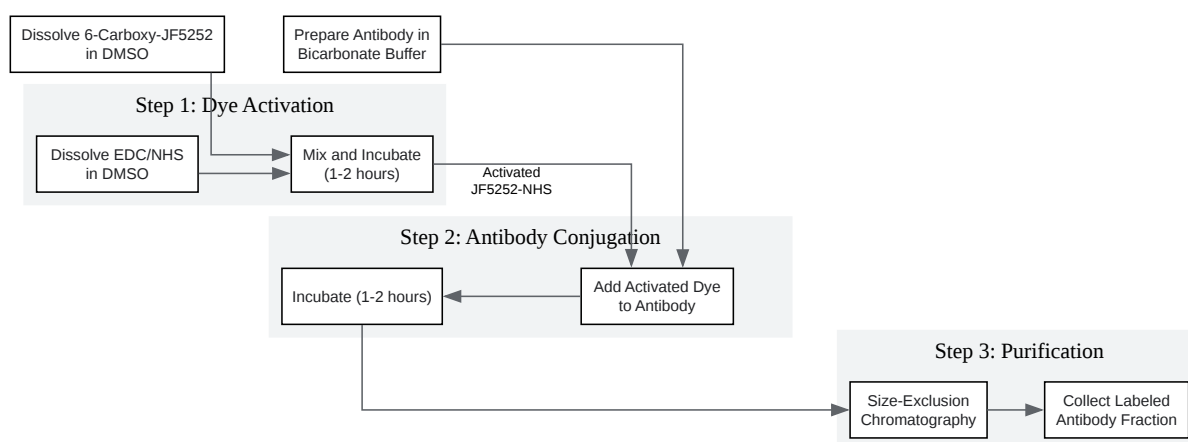 Dissolve 6-Carboxy-JF5252
in DMSO
Prepare Antibody in
Bicarbonate Buffer
Step 1: Dye Activation
Dissolve EDC/NHS
in DMSO
Mix and Incubate
(1-2 hours)
Activated
JF5252-NHS
Step 2: Antibody Conjugation
Incubate (1-2 hours)
Add Activated Dye
to Antibody
Step 3: Purification
Size-Exclusion
Chromatography
Collect Labeled
Antibody Fraction